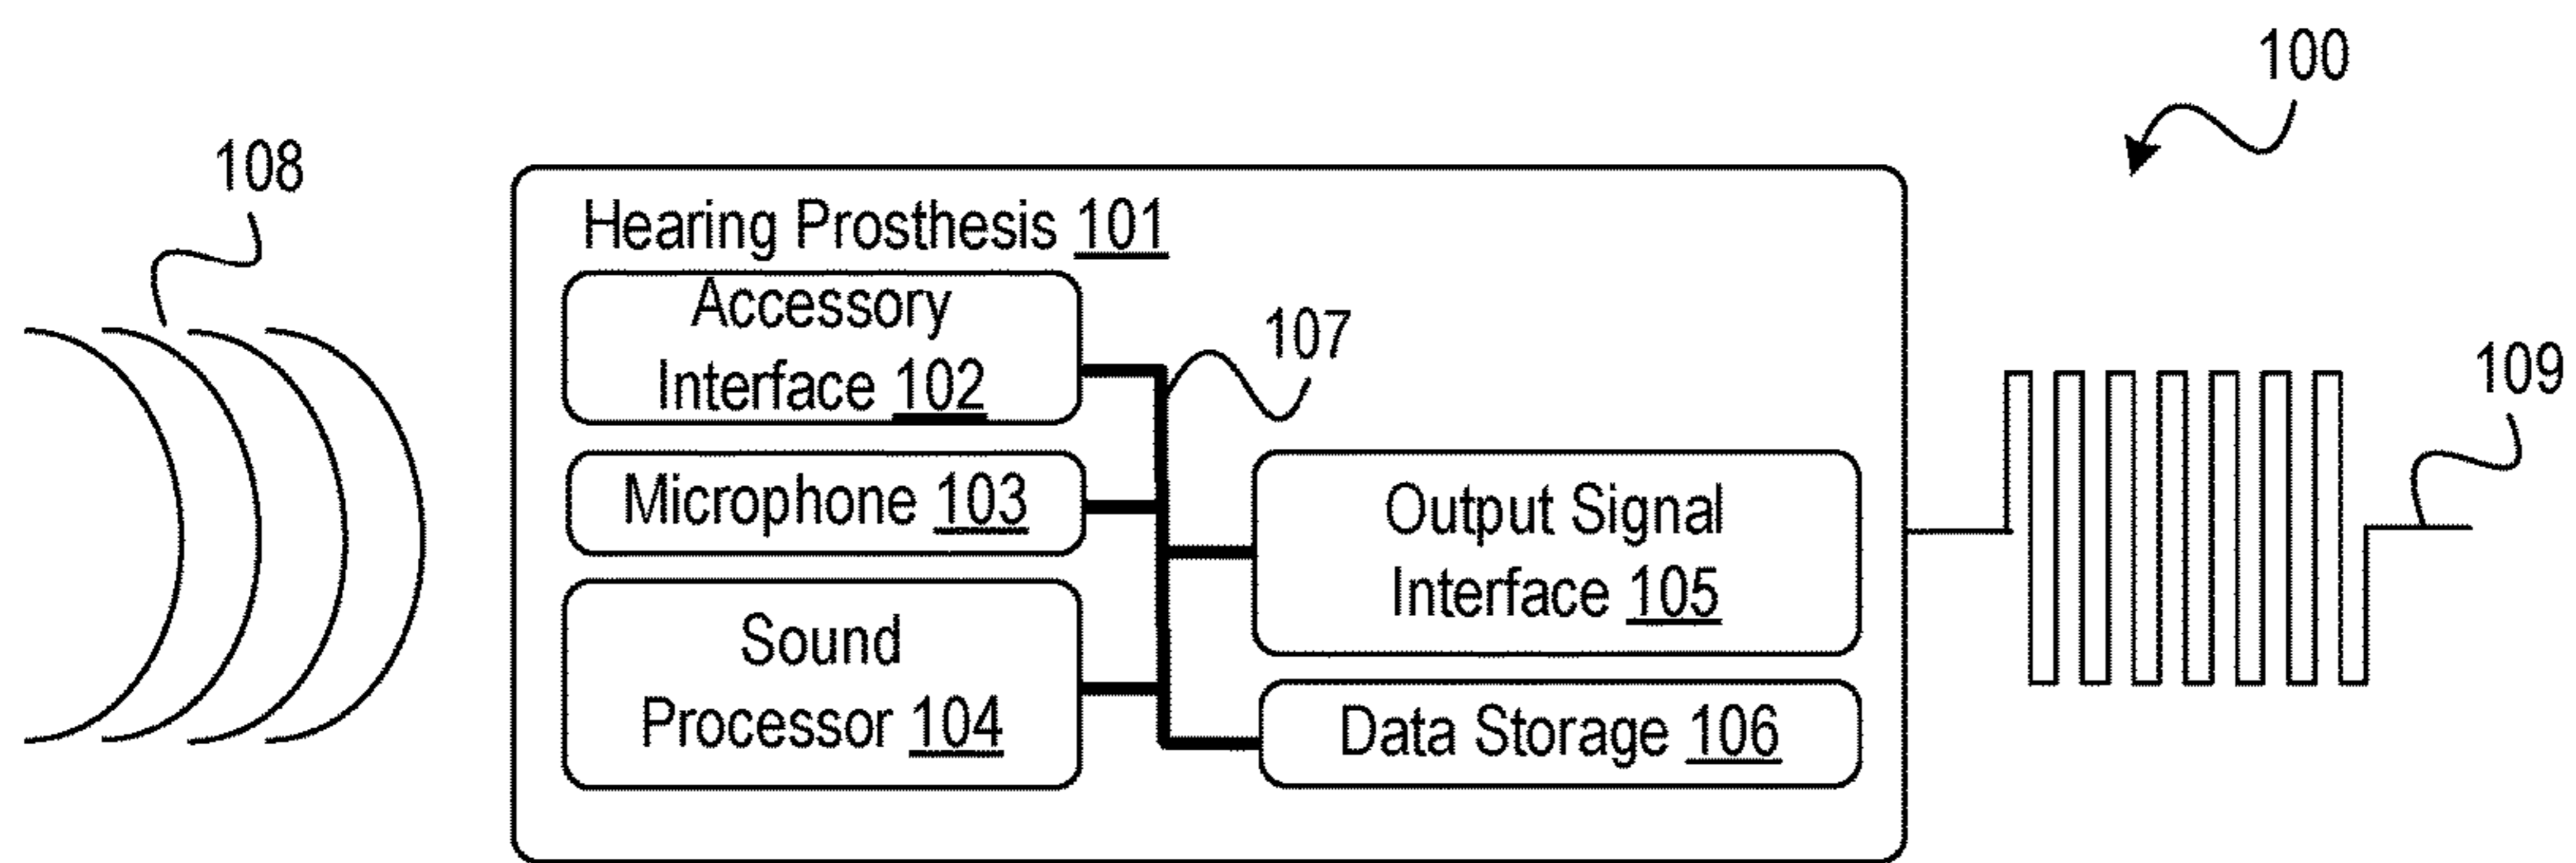 100
108
Hearing Prosthesis 101
Accessory
Interface 102
107
109
Microphone 103
Output Signal
Interface 105
Sound
Processor 104
Data Storage 106